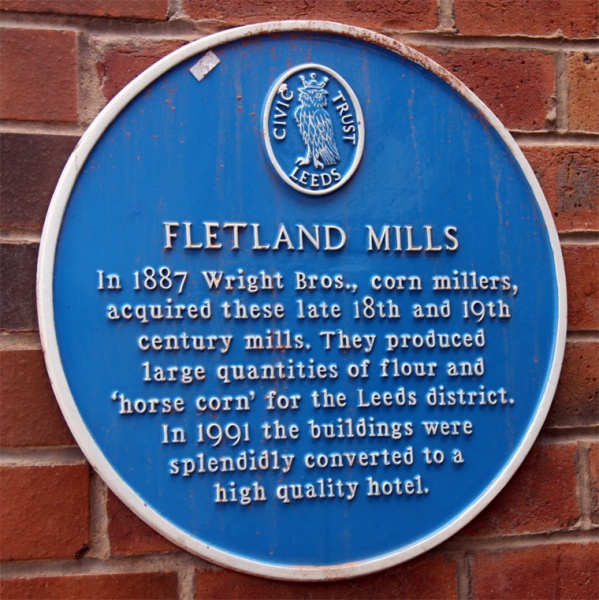 CIVIC TRUST
LEEDS
FLETLAND MILLS
In 1887 Wright Bros., corn millers,
acquired these late 18th and 19th
century mills. They produced
large quantities of flour and
'horse corn' for the Leeds district.
In 1991 the buildings were
splendidly converted to a
high quality hotel.